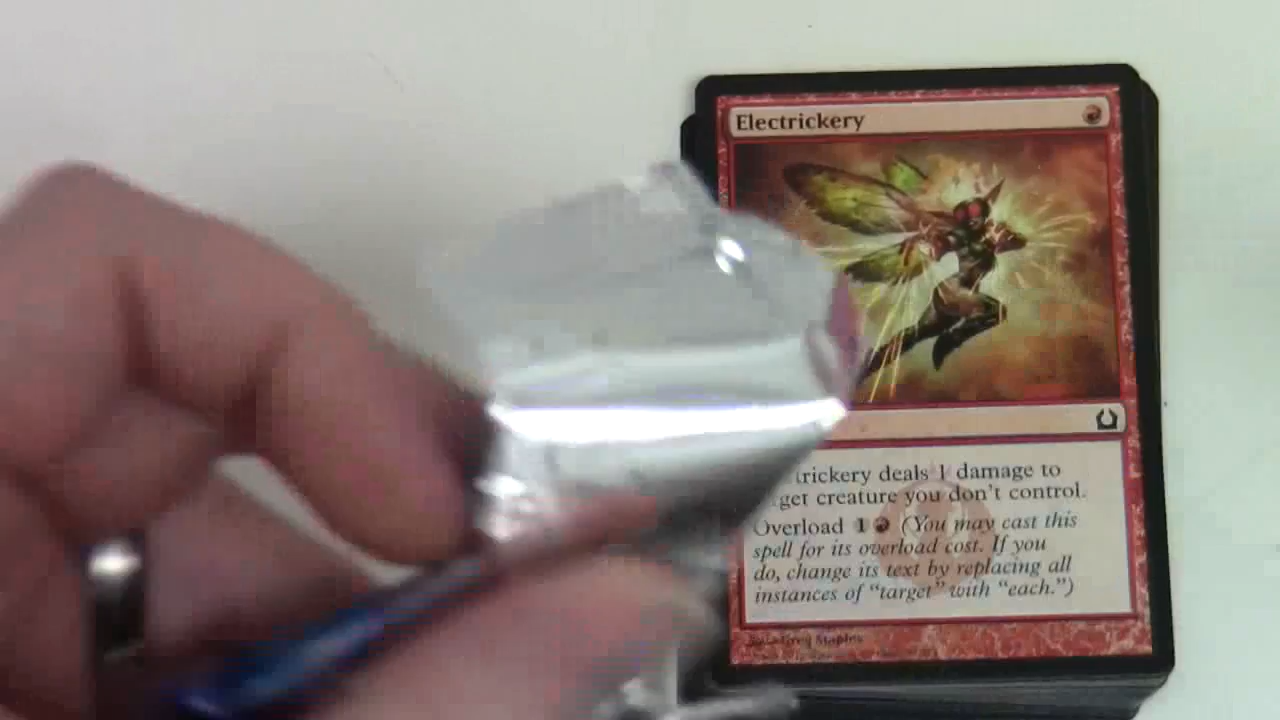 Electrickery
trickery deals 1 damage to
get creature you don't control.
Overload 1 (You may cast this
spell for its overload cost. If you
do, change its text by replacing all
instances of "target" with "each.")